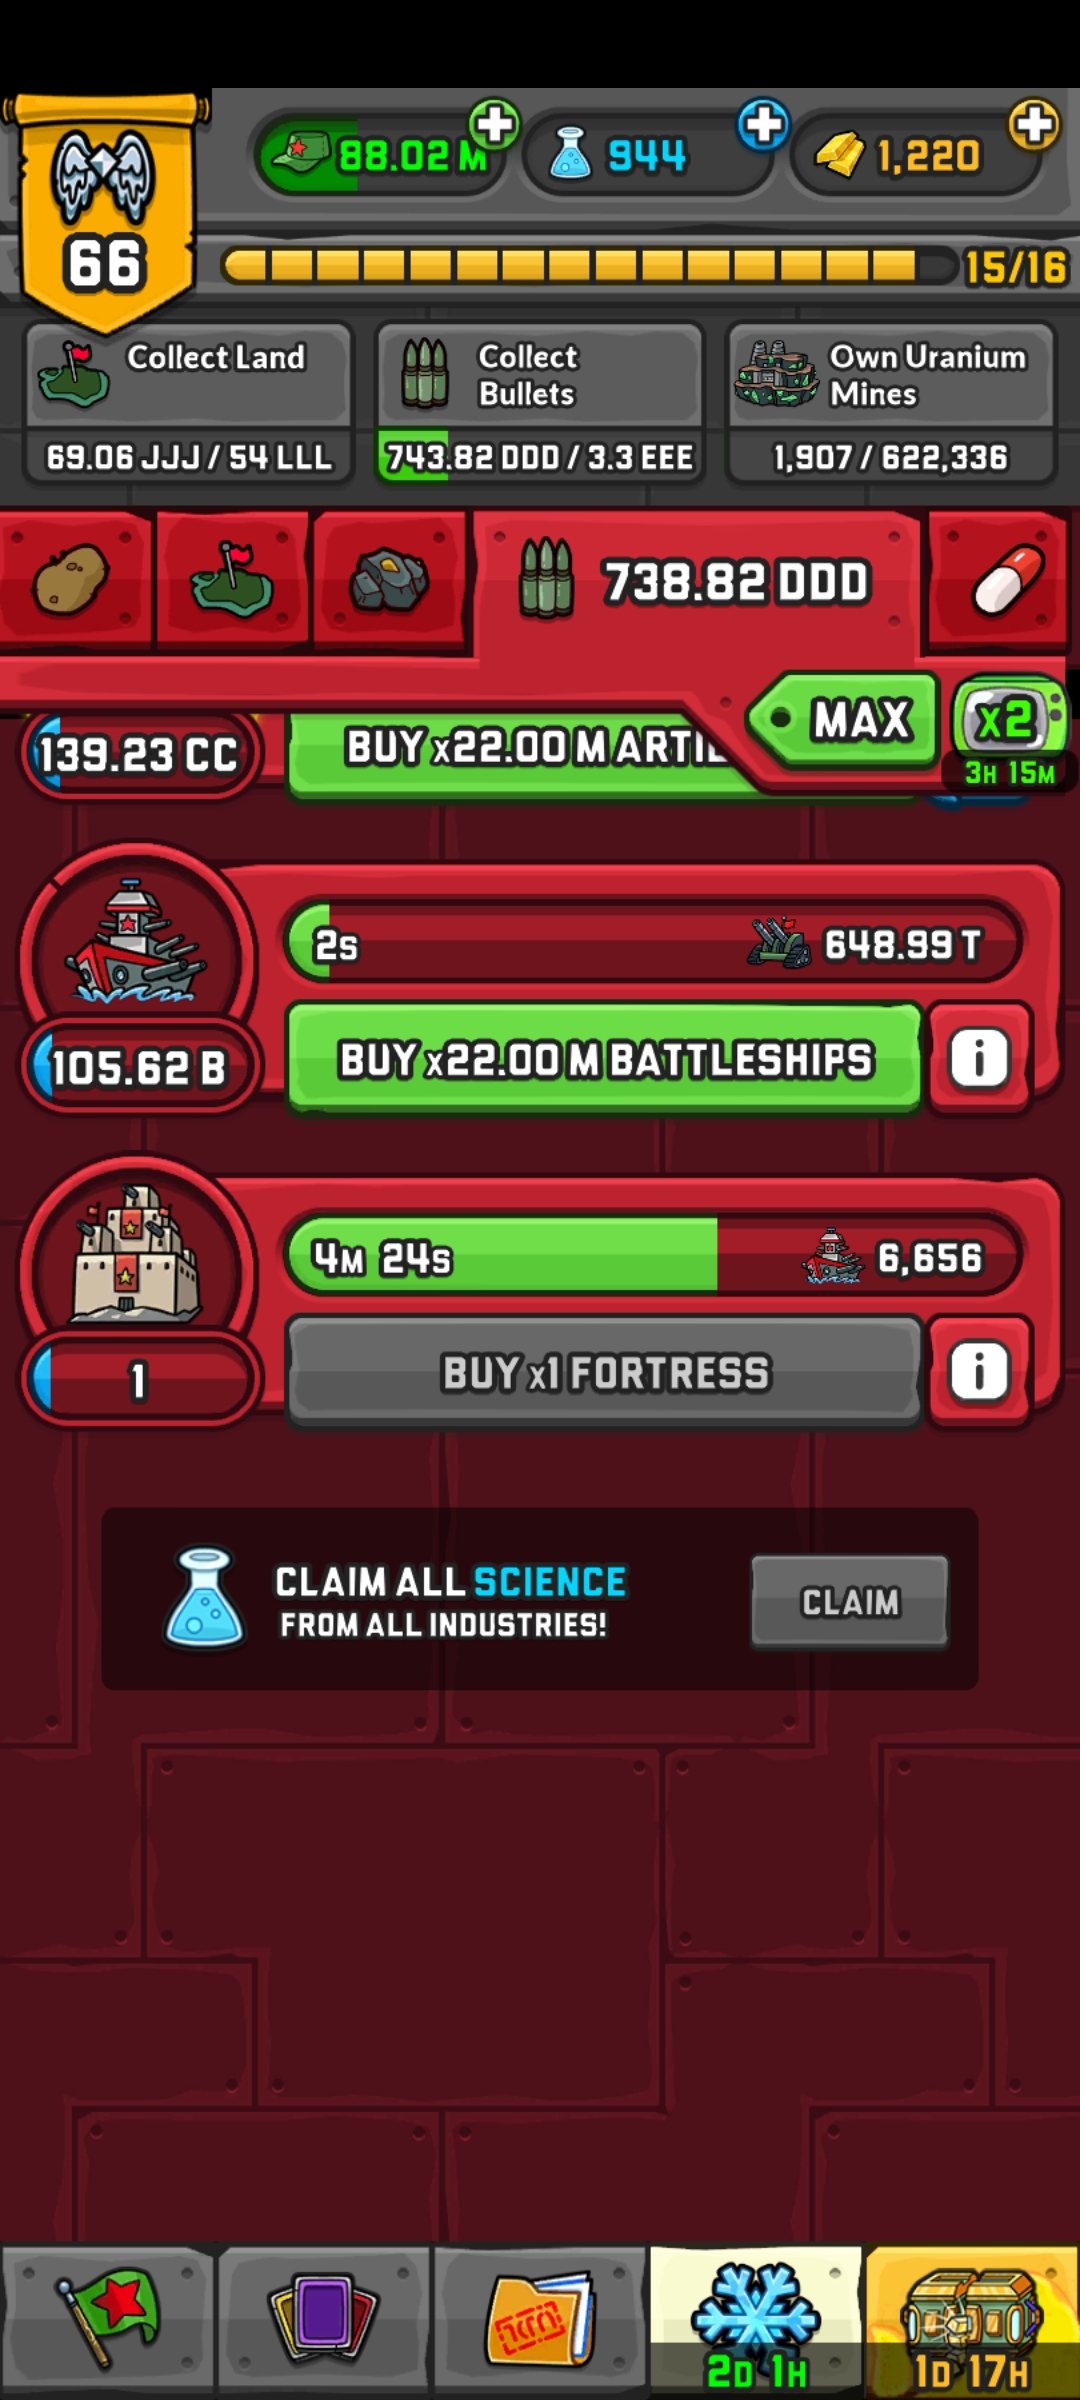 88.02 M
944
1,220
66
15/16
Collect Land
69.06 JJJ / 54 LLL
Collect
Bullets
743.82 DDD / 3.3 EEE
Own Uranium
Mines
1,907 / 622,336
738.82 DDD
MAX
x2
3H 15M
139.23 CC
BUY x22.00 M
2s
648.99 T
105.62 B
BUY x22.00 M BATTLESHIPS
i
4M 24s
6,656
1
BUY x1 FORTRESS
i
CLAIM ALL SCIENCE
FROM ALL INDUSTRIES!
CLAIM
2D 1H
1D 17H